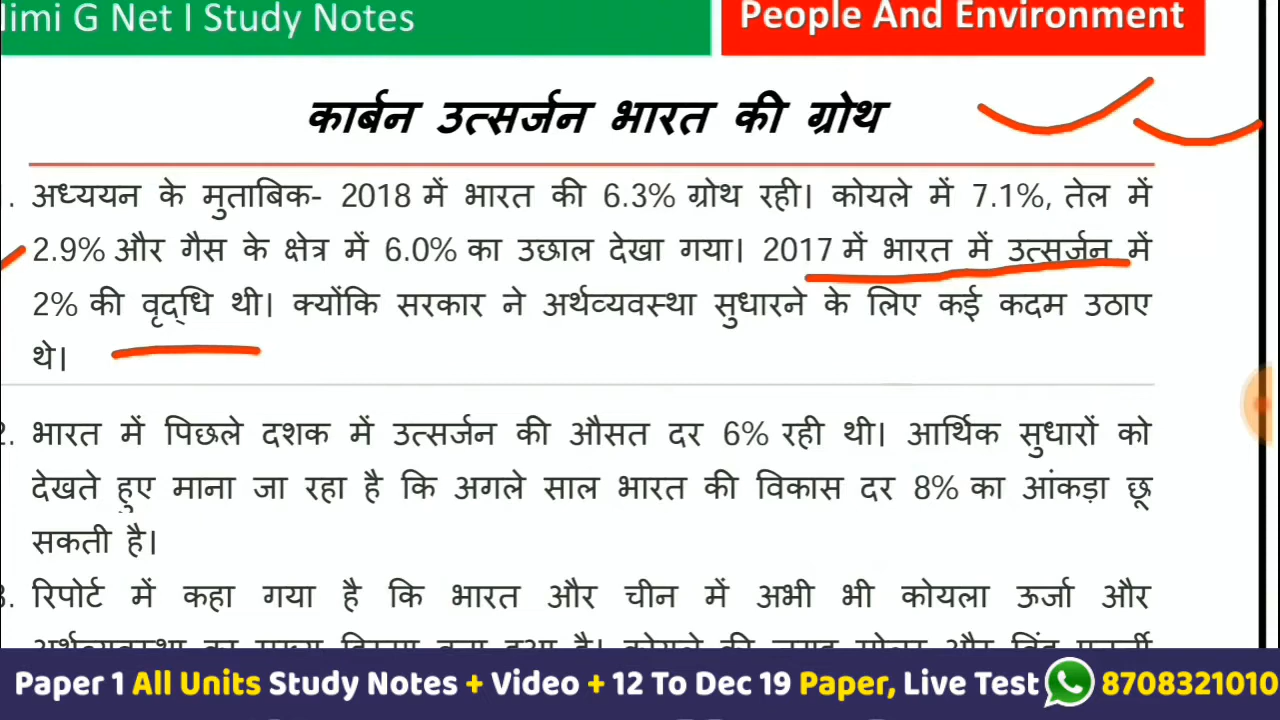 imi G Net I Study Notes
People And Environment
कार्बन उत्सर्जन भारत की ग्रोथ
. अध्ययन के मुताबिक- 2018 में भारत की 6.3% ग्रोथ रही। कोयले में 7.1%, तेल में
2.9% और गैस के क्षेत्र में 6.0% का उछाल देखा गया। 2017 में भारत में उत्सर्जन में
2% की वृद्धि थी। क्योंकि सरकार ने अर्थव्यवस्था सुधारने के लिए कई कदम उठाए
थे।
2. भारत में पिछले दशक में उत्सर्जन की औसत दर 6% रही थी। आर्थिक सुधारों को
देखते हुए माना जा रहा है कि अगले साल भारत की विकास दर 8% का आंकड़ा छू
सकती है।
3. रिपोर्ट में कहा गया है कि भारत और चीन में अभी भी कोयला ऊर्जा और
Paper 1 All Units Study Notes + Video + 12 To Dec 19 Paper, Live Test 8708321010